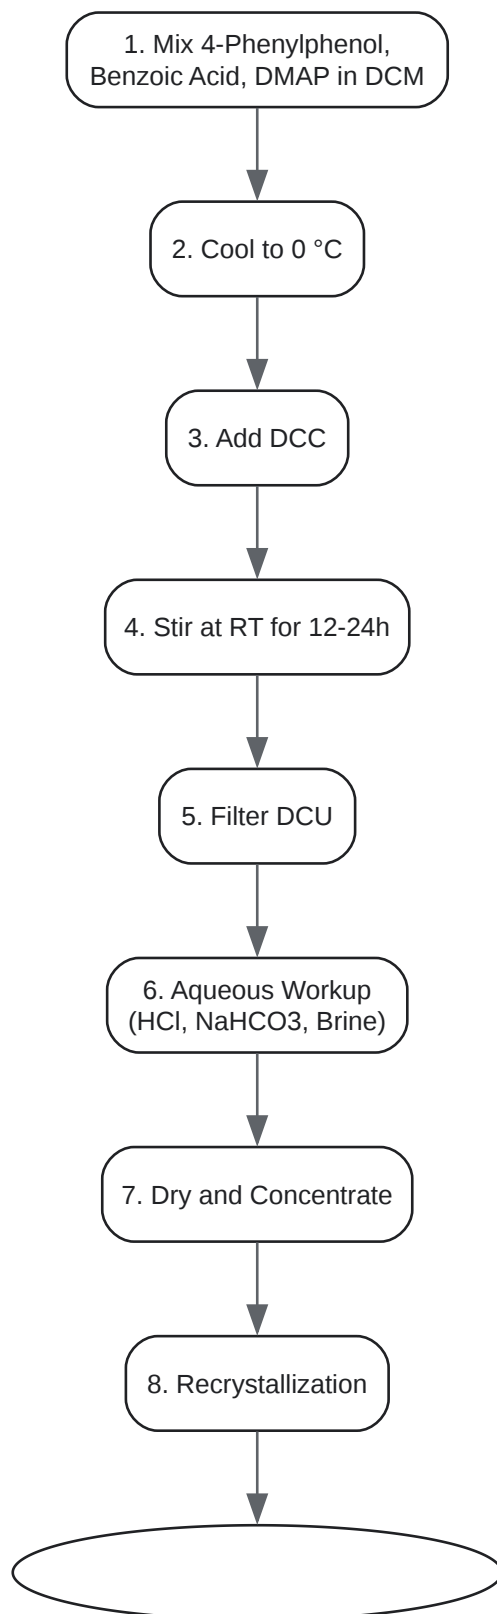 1. Mix 4-Phenylphenol,
Benzoic Acid, DMAP in DCM
2. Cool to 0 °C
3. Add DCC
4. Stir at RT for 12-24h
5. Filter DCU
6. Aqueous Workup
(HCl, NaHCO3, Brine)
7. Dry and Concentrate
8. Recrystallization